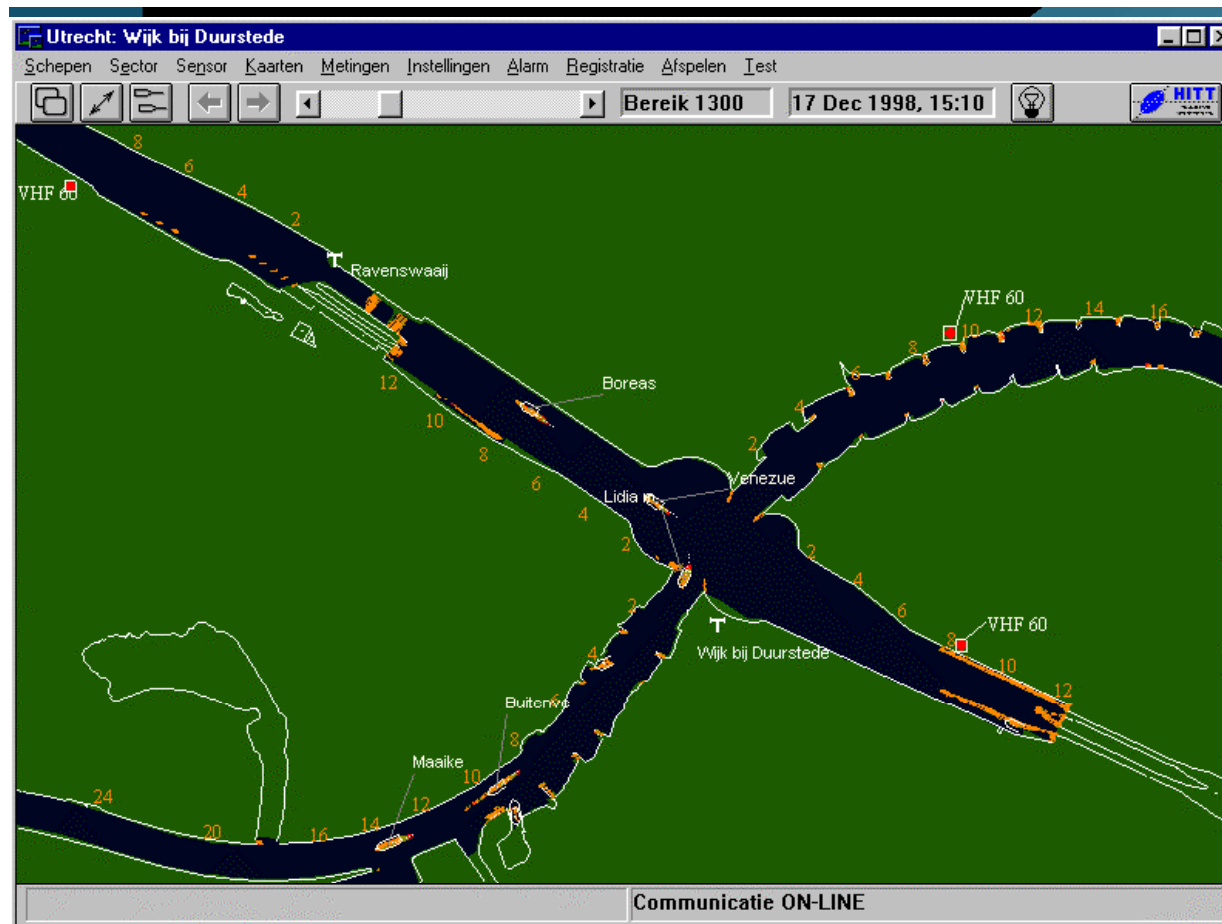 Utrecht: Wijk bij Duurstede
Schepen Sector Sensor Kaarten Metingen Instellingen Alarm Registratie Afspelen Test
Bereik 1300 17 Dec 1998, 15:10 HITT
8
6
VHF 60
4
2
Ravenswaaij
VHF 60
10 12 14 16
8
12
Boreas
6
10
4
8
2
6
Venezue
Lidia m
4
2
2
4
2
6
VHF 60
Wijk bij Duurstede
8
4
10
12
6
Buitenve
8
Maaike
10
24
12
14
20
16
Communicatie ON-LINE